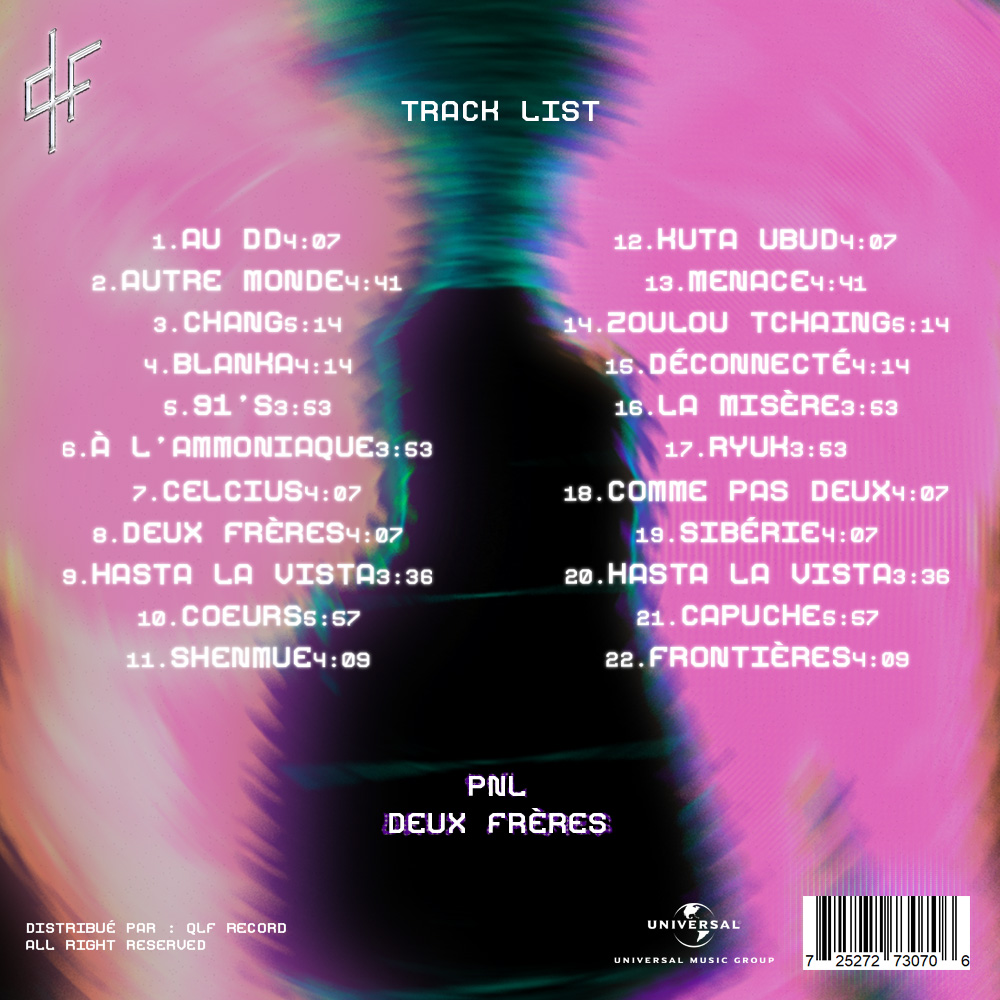 qlf
TRACK LIST
1.AU DD4:07
2.AUTRE MONDE4:41
3.CHANG5:14
4.BLANKA4:14
5.91'S3:53
6.À L'AMMONIAQUE3:53
7.CELCIUS4:07
8.DEUX FRÈRES4:07
9.HASTA LA VISTA3:36
10.COEURS5:57
11.SHENMUE4:09
12.KUTA UBUD4:07
13.MENACE4:41
14.ZOULOU TCHAING5:14
15.DÉCONNECTÉ4:14
16.LA MISÈRE3:53
17.RYUK3:53
18.COMME PAS DEUX4:07
19.SIBÉRIE4:07
20.HASTA LA VISTA3:36
21.CAPUCHE5:57
22.FRONTIÈRES4:09
PNL
DEUX FRÈRES
DISTRIBUÉ PAR : QLF RECORD
ALL RIGHT RESERVED
UNIVERSAL
UNIVERSAL MUSIC GROUP
7 25272 73070 6